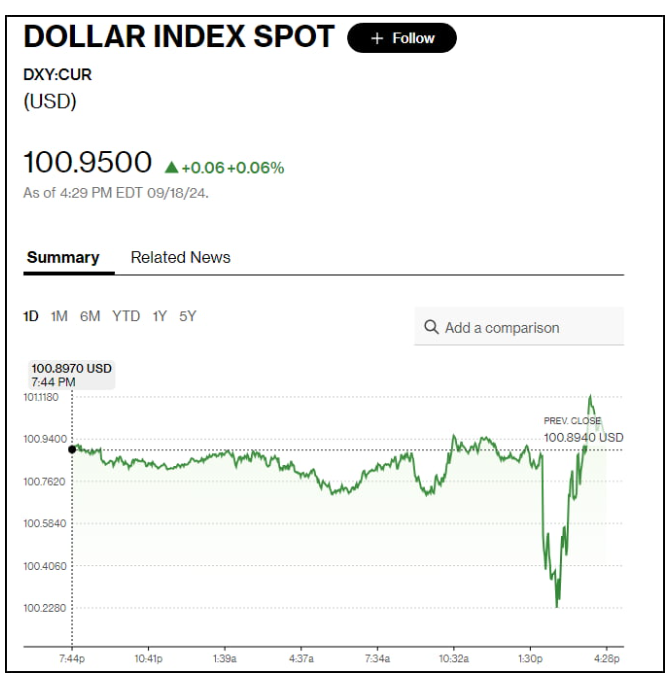 DOLLAR INDEX SPOT + Follow
DXY:CUR
(USD)
100.9500 ▲+0.06+0.06%
As of 4:29 PM EDT 09/18/24.
Summary Related News
1D 1M 6M YTD 1Y 5Y
Add a comparison
100.8970 USD
7:44 PM
101.1180
PREV. CLOSE
100.9400
100.8940 USD
100.7620
100.5840
100.4060
100.2280
7:44p 10:41p 1:39a 4:37a 7:34a 10:32a 1:30p 4:28p